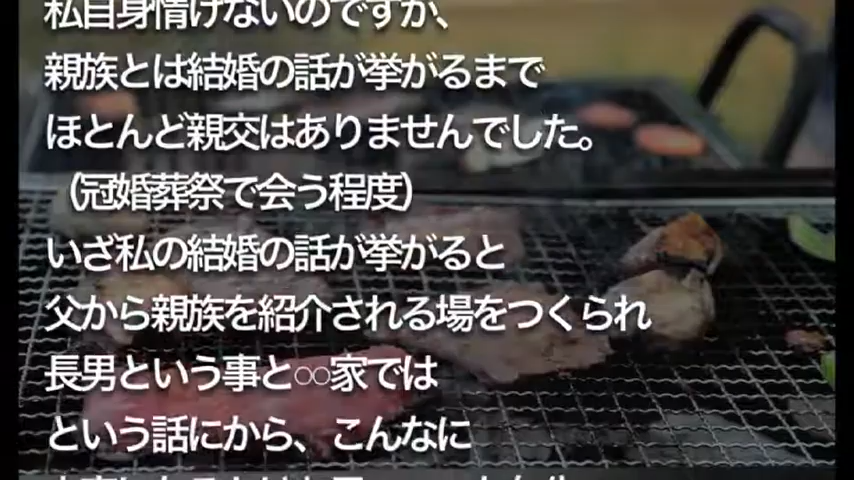 私自身情けないのですが、
親族とは結婚の話が挙がるまで
ほとんど親交はありませんでした。
（冠婚葬祭で会う程度）
いざ私の結婚の話が挙がると
父から親族を紹介される場をつくられ
長男という事と○○家では
という話にから、こんなに